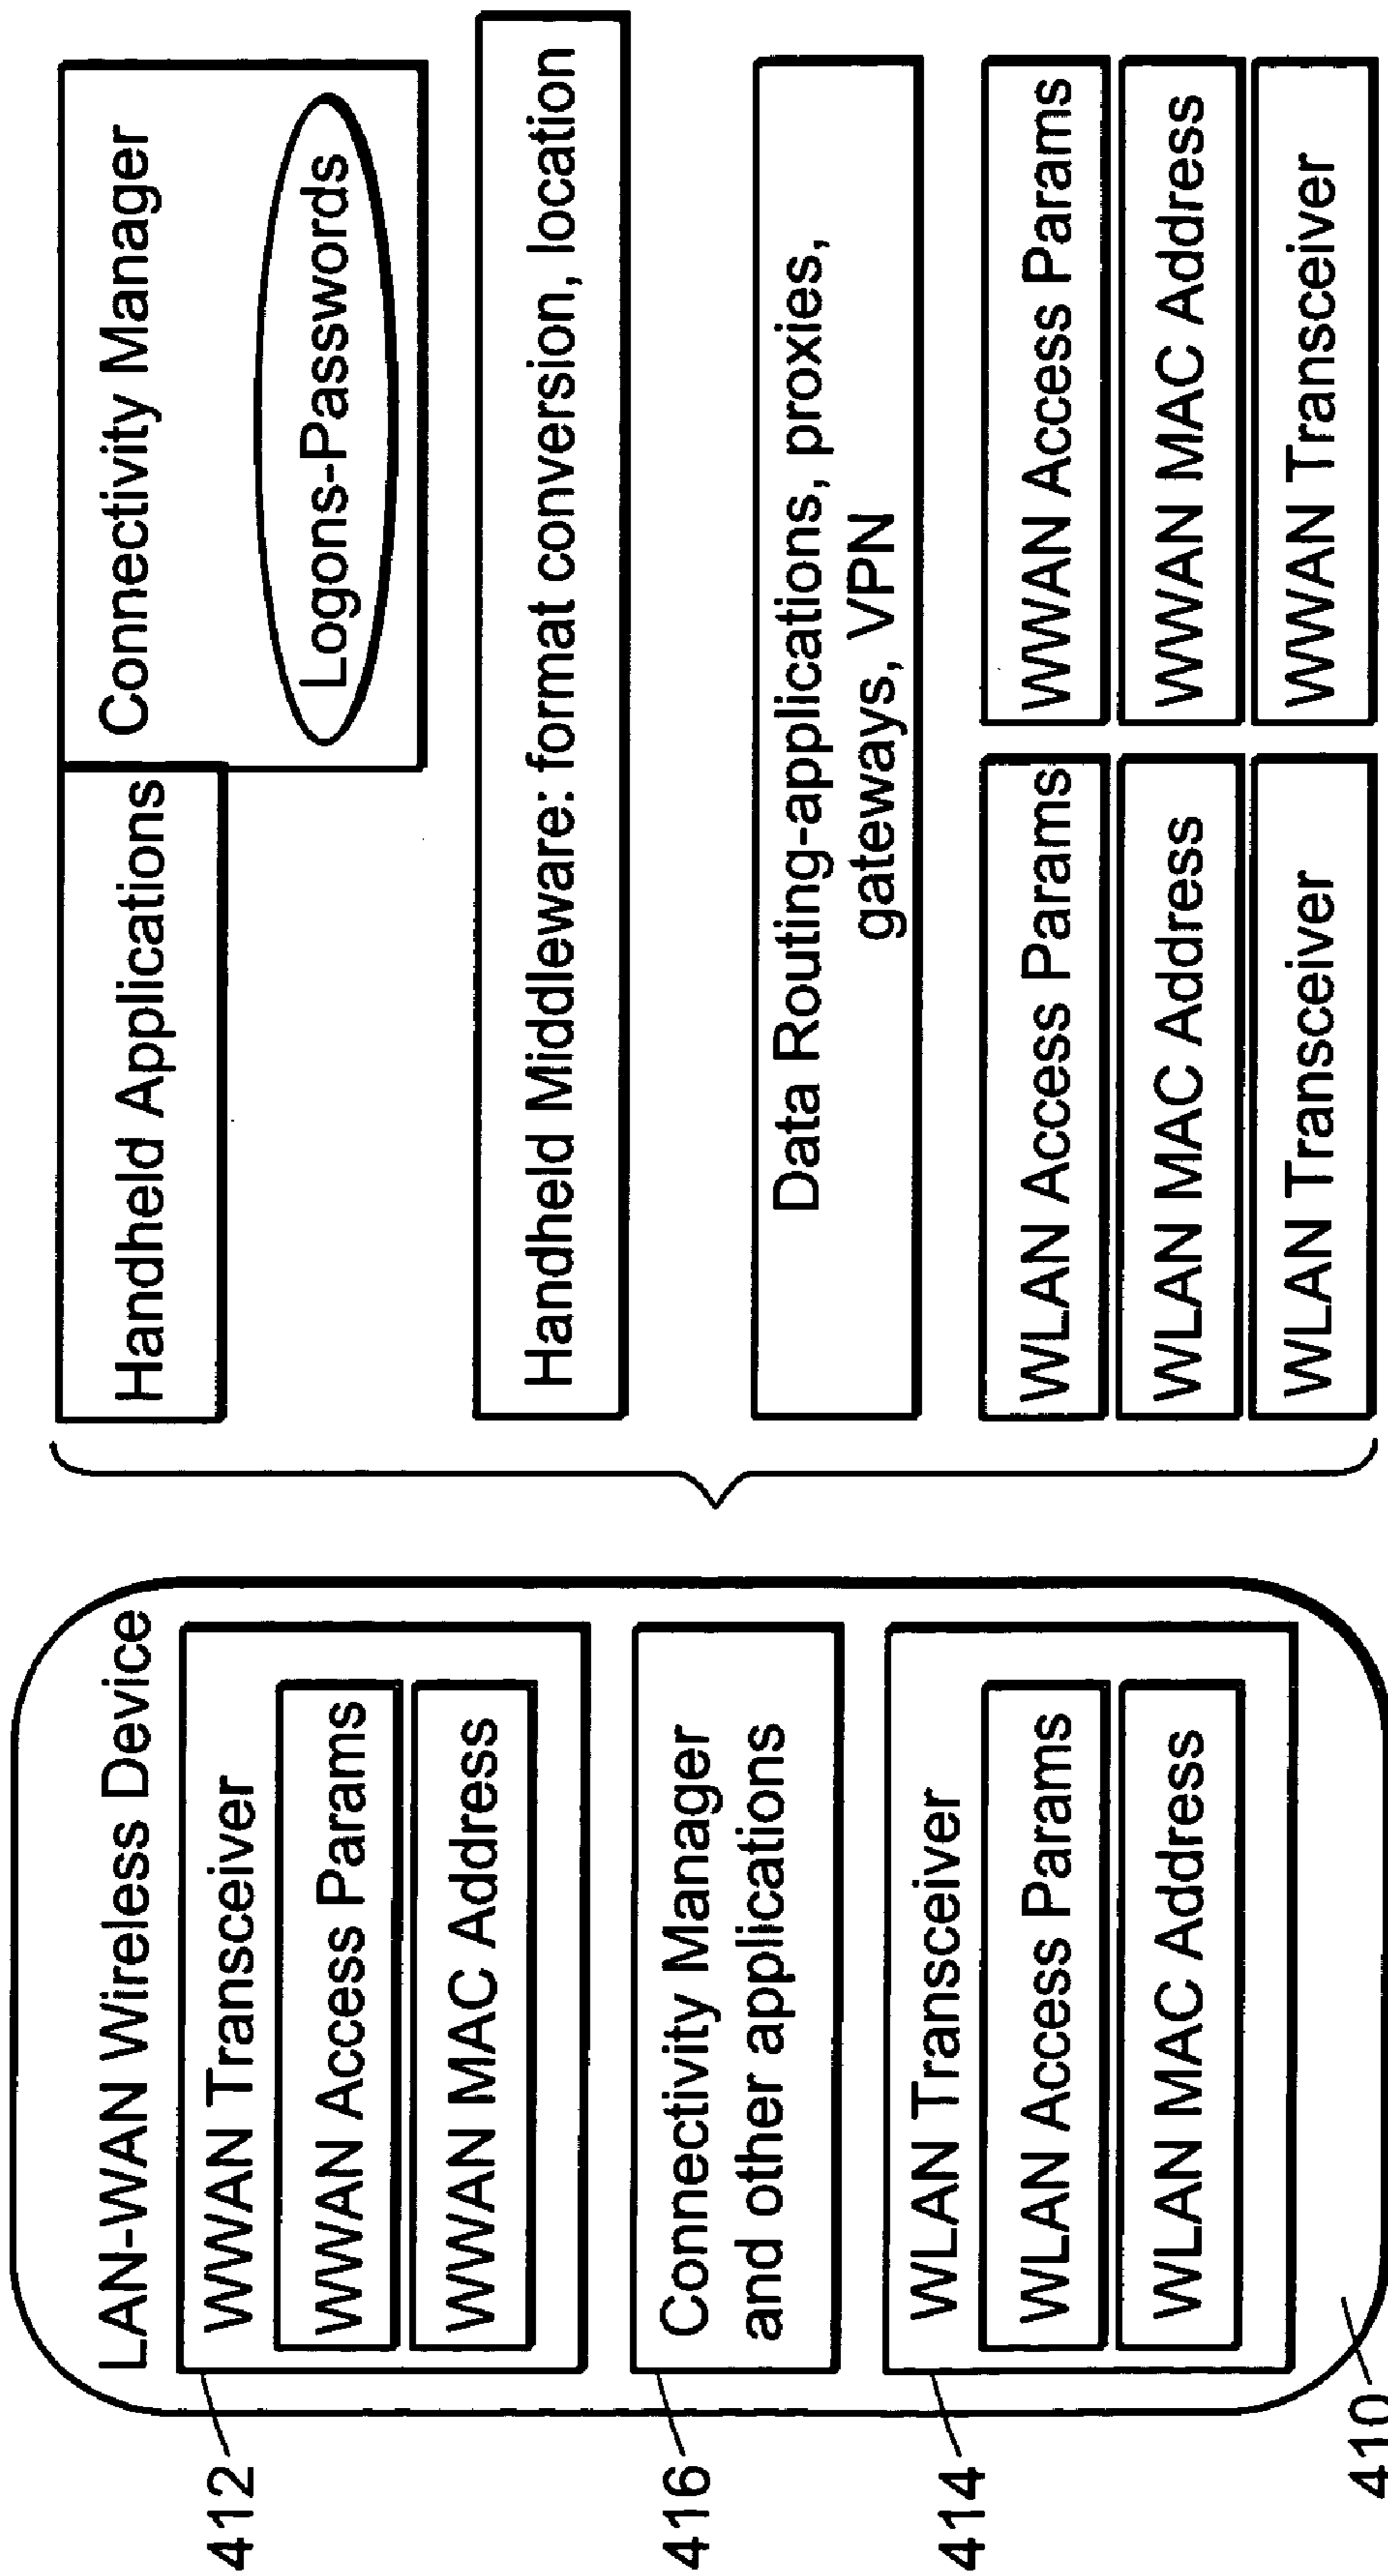 LAN-WAN Wireless Device
WWAN Transceiver
WWAN Access Params
WWAN MAC Address
412
Connectivity Manager
and other applications
416
WLAN Transceiver
WLAN Access Params
WLAN MAC Address
414
410
Handheld Applications
Connectivity Manager
Logons-Passwords
Handheld Middleware: format conversion, location
Data Routing-applications, proxies,
gateways, VPN
WLAN Access Params
WLAN MAC Address
WLAN Transceiver
WWAN Access Params
WWAN MAC Address
WWAN Transceiver